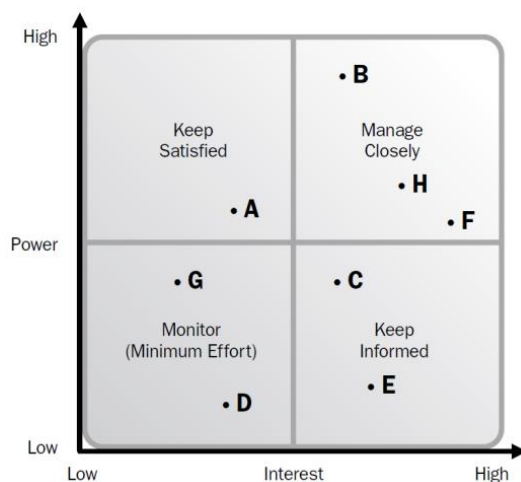 High
B
Keep
Satisfied
Manage
Closely
H
A
F
Power
G
C
Monitor
(Minimum Effort)
Keep
Informed
E
D
Low
Low
Interest
High